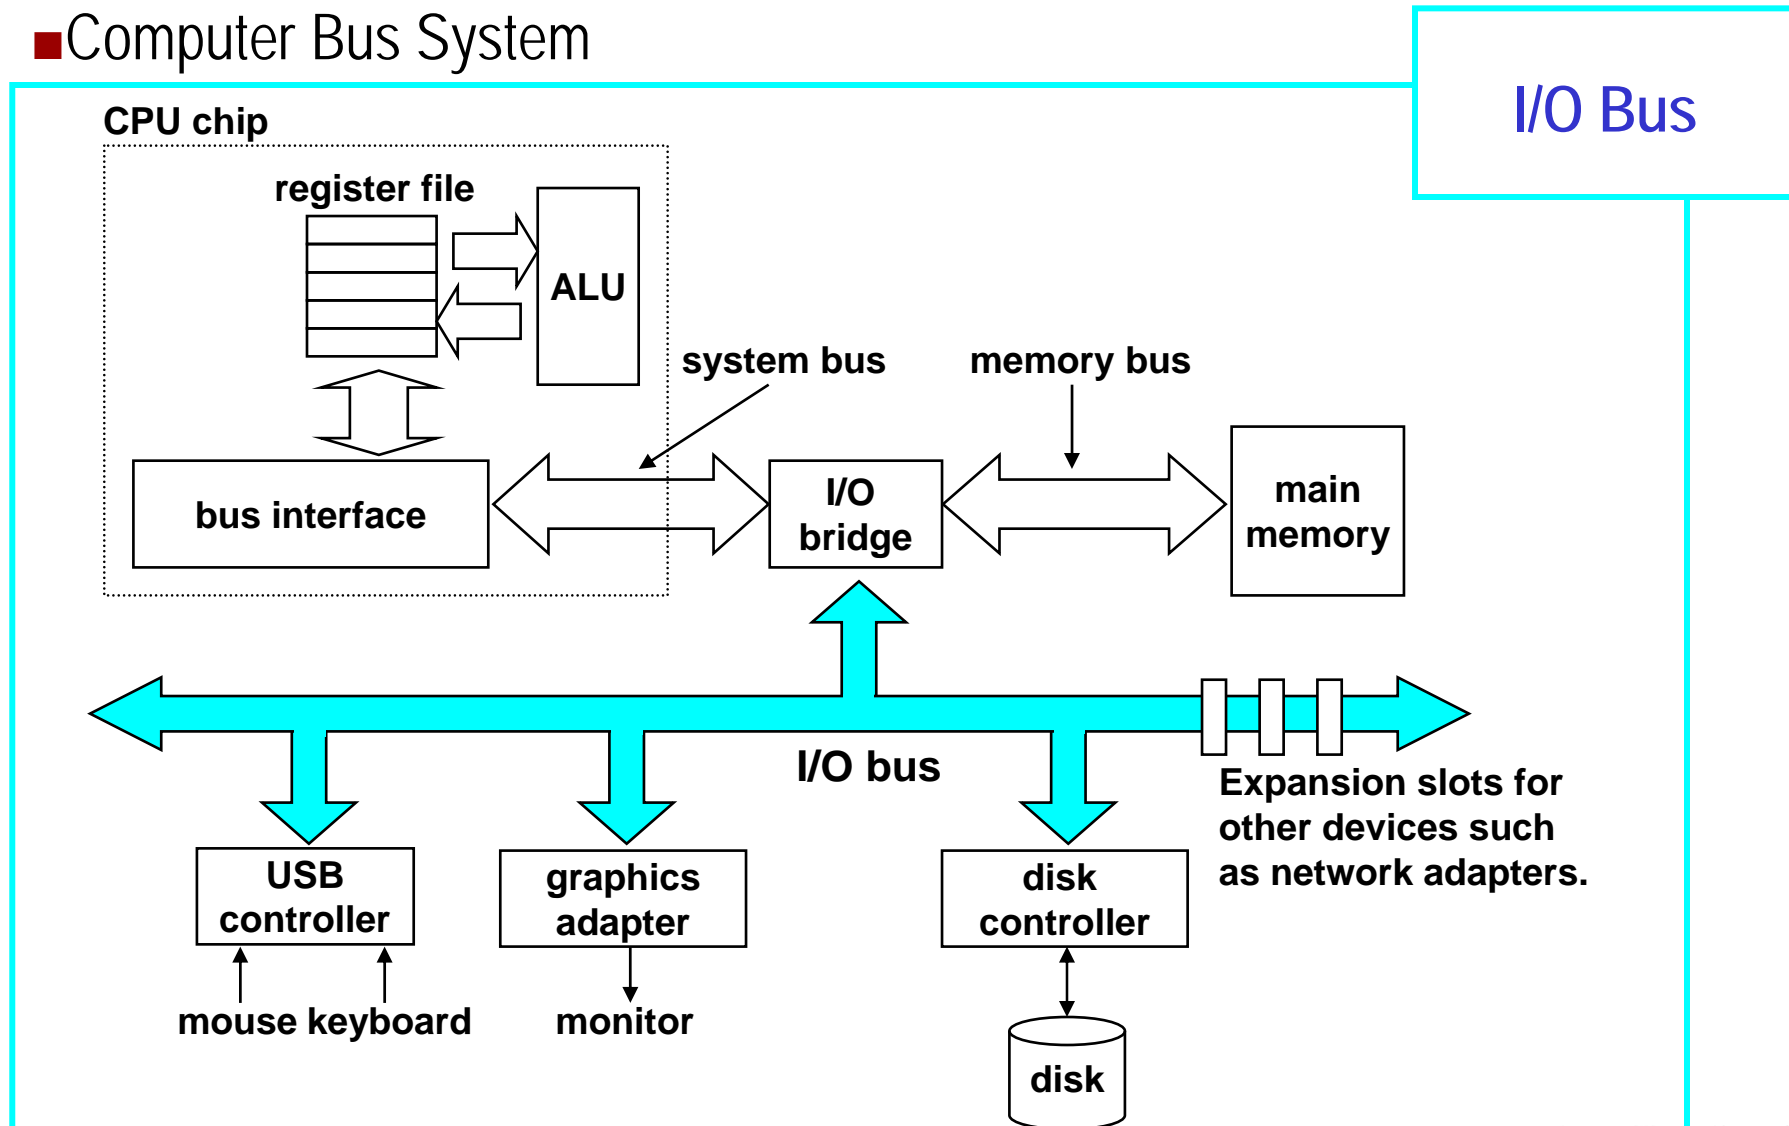 ■Computer Bus System
I/O Bus
CPU chip
register file
ALU
system bus
memory bus
bus interface
I/O
bridge
main
memory
I/O bus
Expansion slots for
other devices such
as network adapters.
USB
controller
graphics
adapter
disk
controller
mouse keyboard
monitor
disk